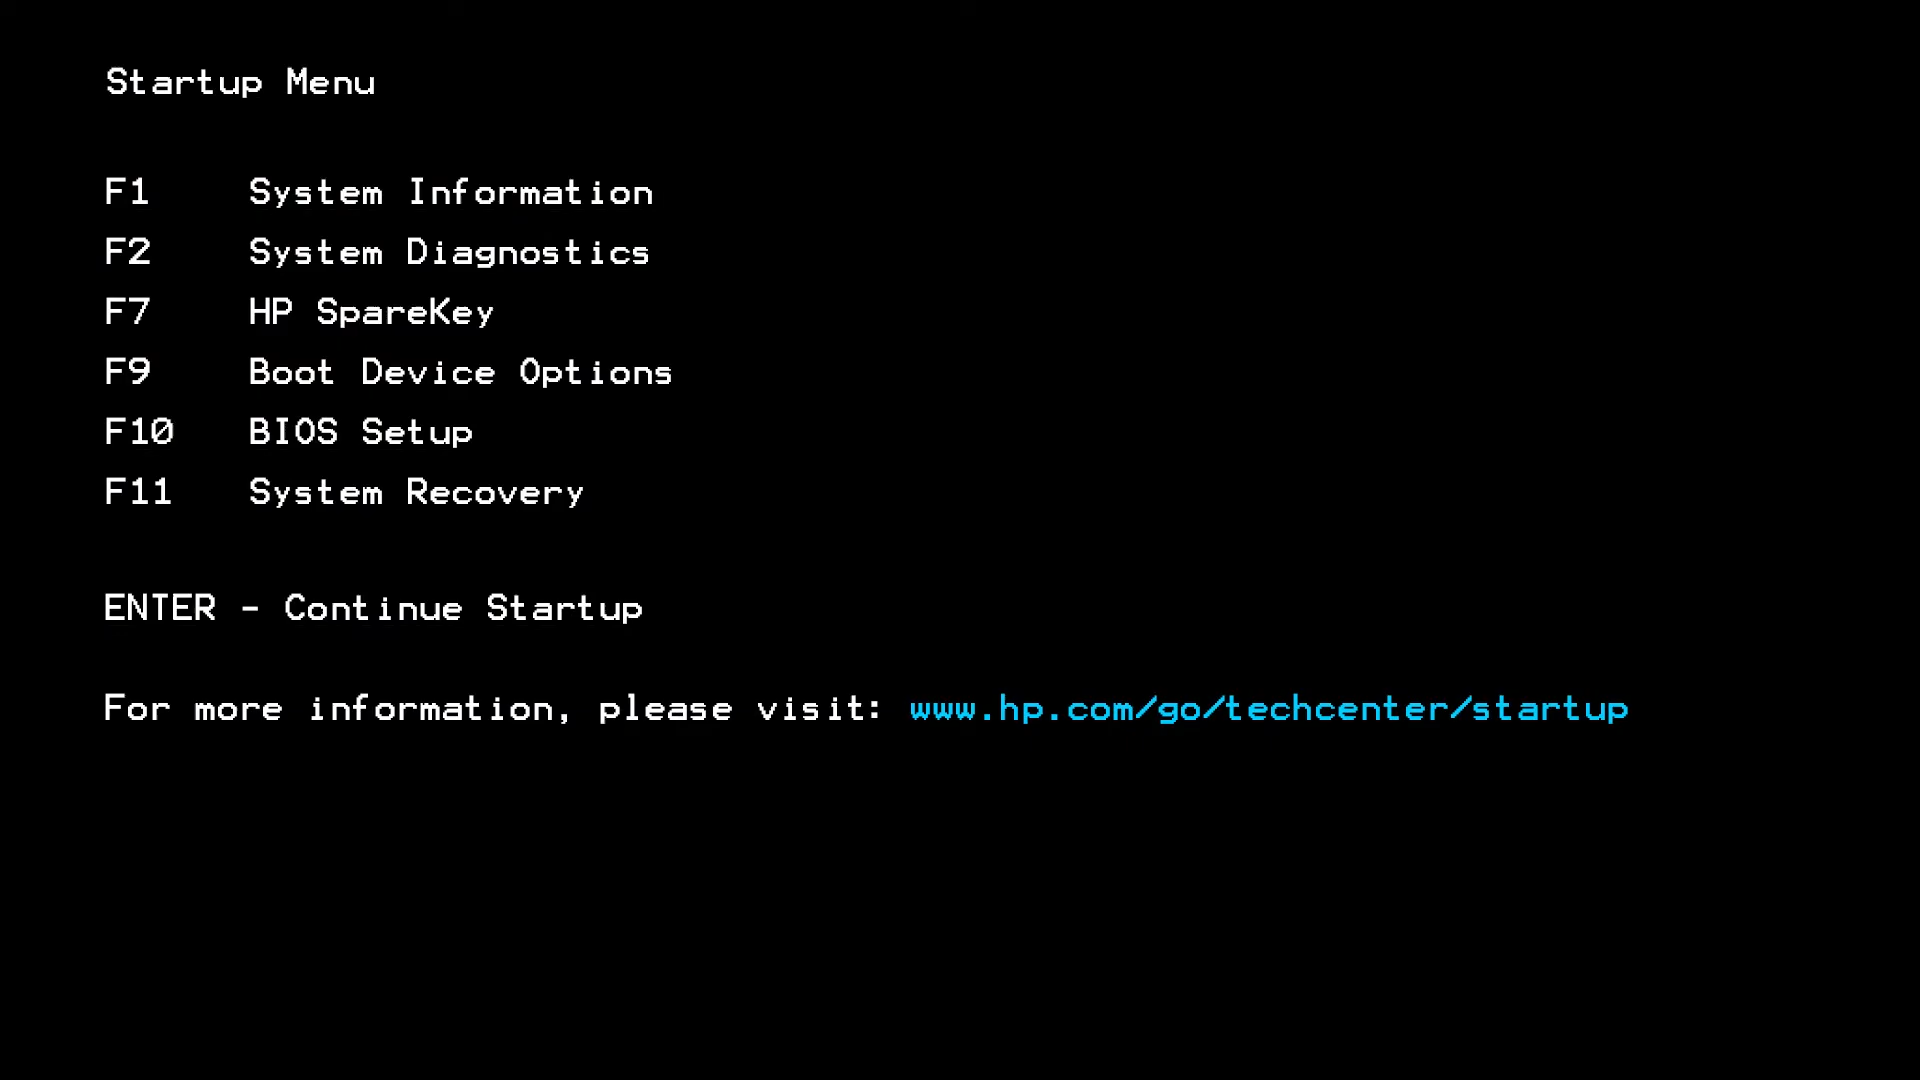 Startup Menu
F1 System Information
F2 System Diagnostics
F7 HP SpareKey
F9 Boot Device Options
F10 BIOS Setup
F11 System Recovery
ENTER - Continue Startup
For more information, please visit: www.hp.com/go/techcenter/startup